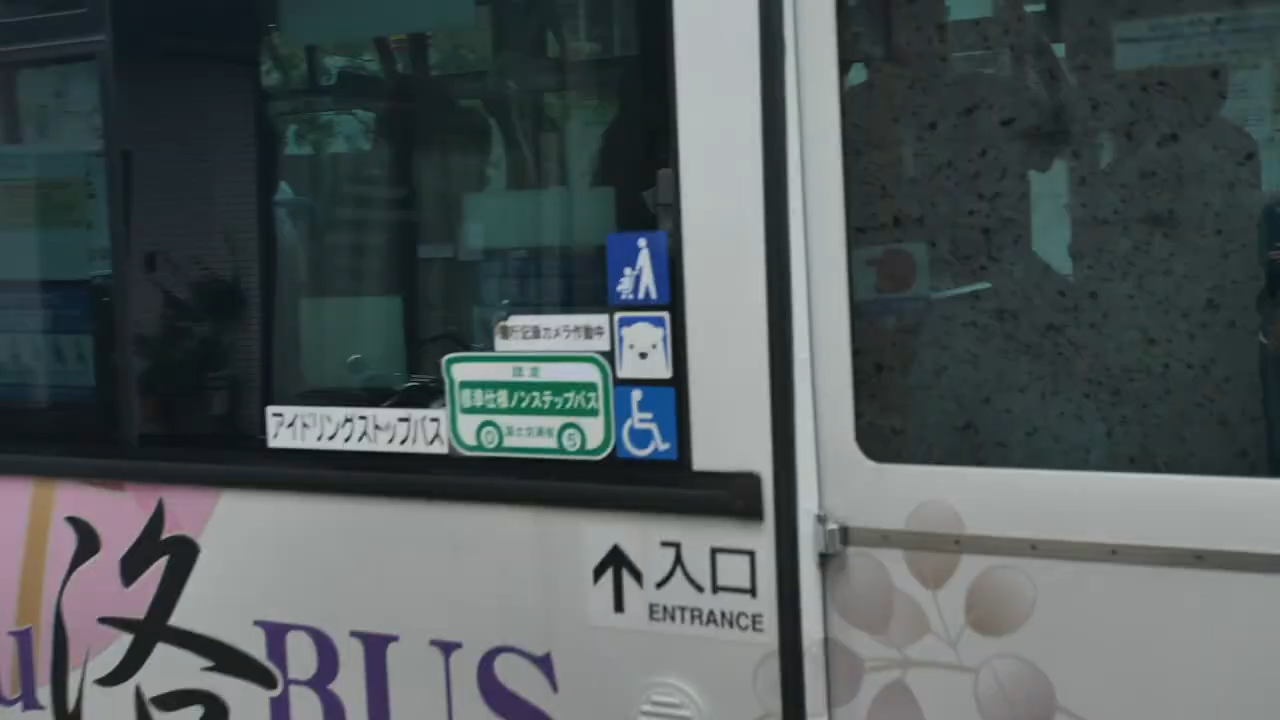 運行記録カメラ作動中
認定
標準仕様ノンステップバス
国土交通省
アイドリングストップバス
入口
ENTRANCE
洛
u
BUS